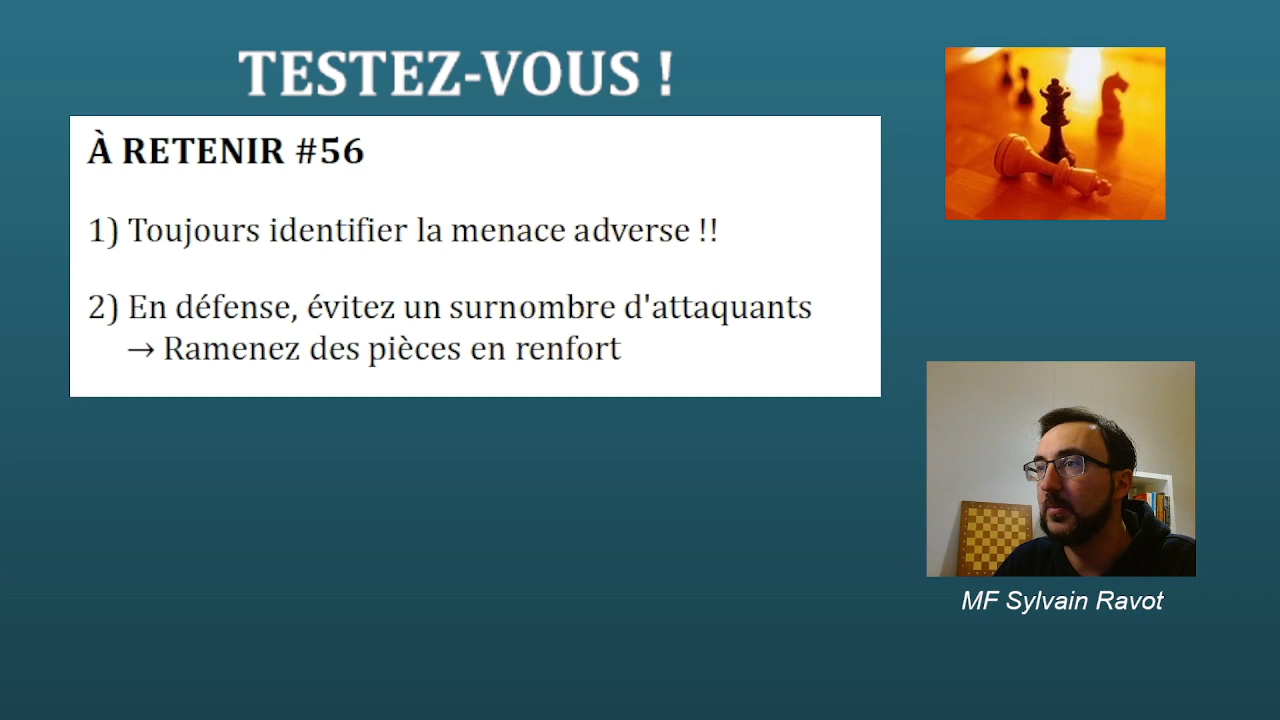 TESTEZ-VOUS !
À RETENIR #56
1) Toujours identifier la menace adverse !!
2) En défense, évitez un surnombre d'attaquants
→ Ramenez des pièces en renfort
MF Sylvain Ravot